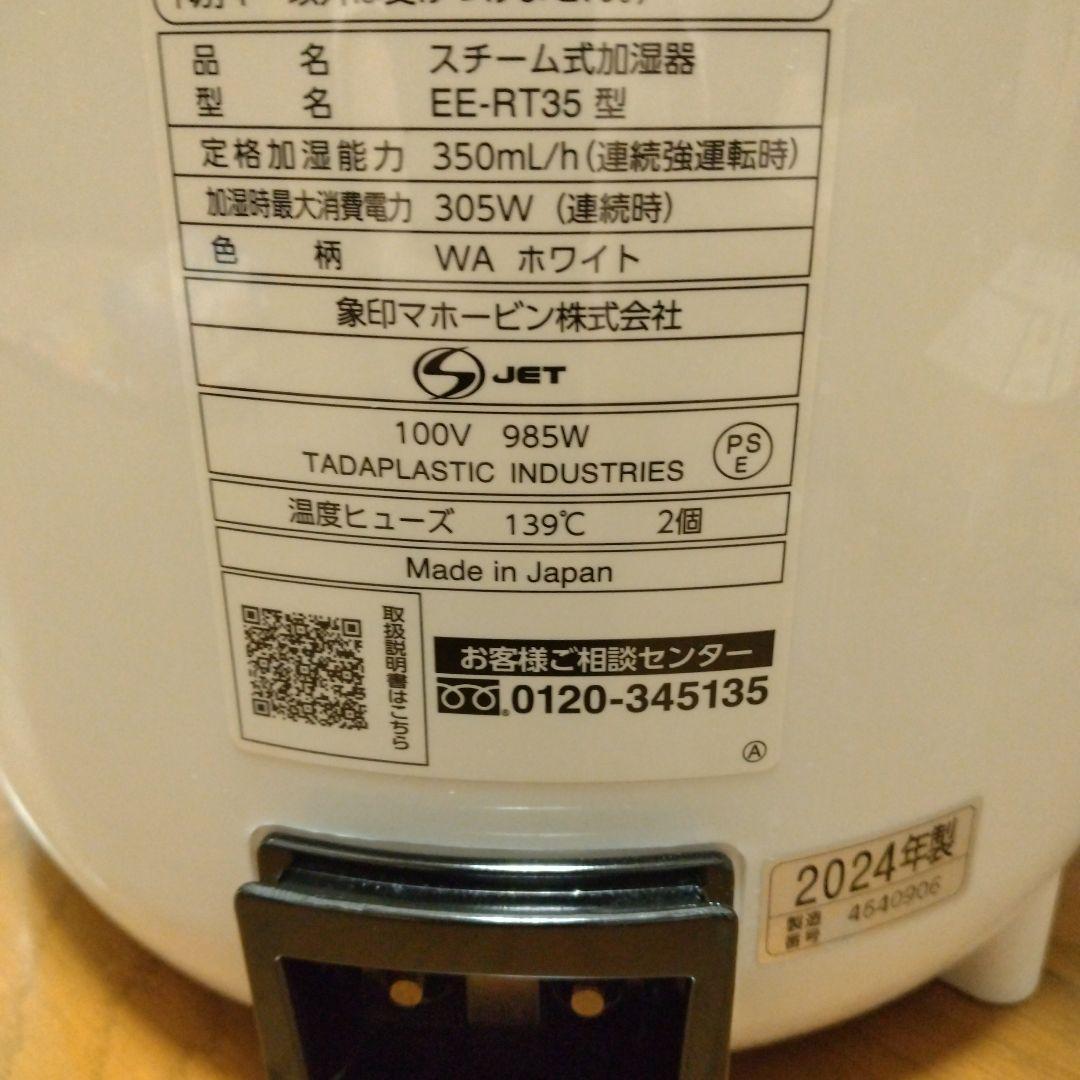 品名 スチーム式加湿器
型名 EE-RT35 型
定格加湿能力 350mL/h(連続強運転時)
加湿時最大消費電力 305W (連続時)
色柄 WA ホワイト
象印マホービン株式会社
S JET
100V 985W
TADAPLASTIC INDUSTRIES
PS
E
温度ヒューズ 139℃ 2個
Made in Japan
取扱説明書はこちら
お客様ご相談センター
0120-345135
A
2024年製
製造番号 4640906